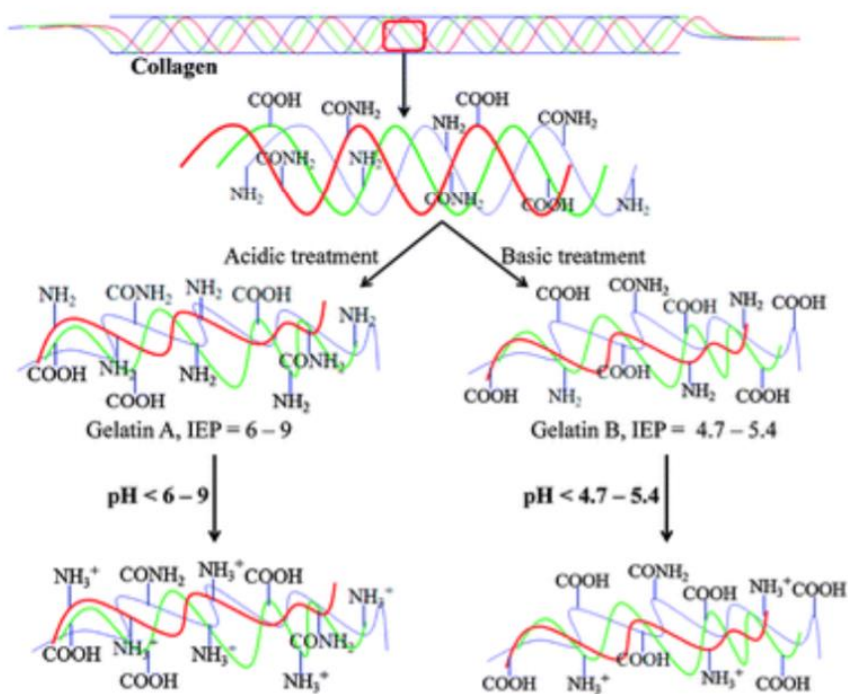 Collagen
COOH
CONH₂
COOH
NH₂
CONH₂
CONH₂
NH₂
NH₂
CONH₂
COOH
NH₂
Acidic treatment
Basic treatment
NH₂
CONH₂
NH₂
COOH
NH₂
COOH
NH₂
COOH
NH₂
CONH₂
NH₂
COOH
CONH₂
COOH
NH₂
COOH
COOH
NH₂
COOH
NH₂
COOH
Gelatin A, IEP = 6 – 9
Gelatin B, IEP = 4.7 – 5.4
pH < 6 – 9
pH < 4.7 – 5.4
NH₃⁺
CONH₂
NH₃⁺
COOH
NH₃⁺
COOH
NH₃⁺
COOH
NH₃⁺
CONH₂
NH₃⁺
COOH
CONH₂
COOH
NH₃⁺
COOH
COOH
NH₃⁺
COOH
NH₃⁺
COOH